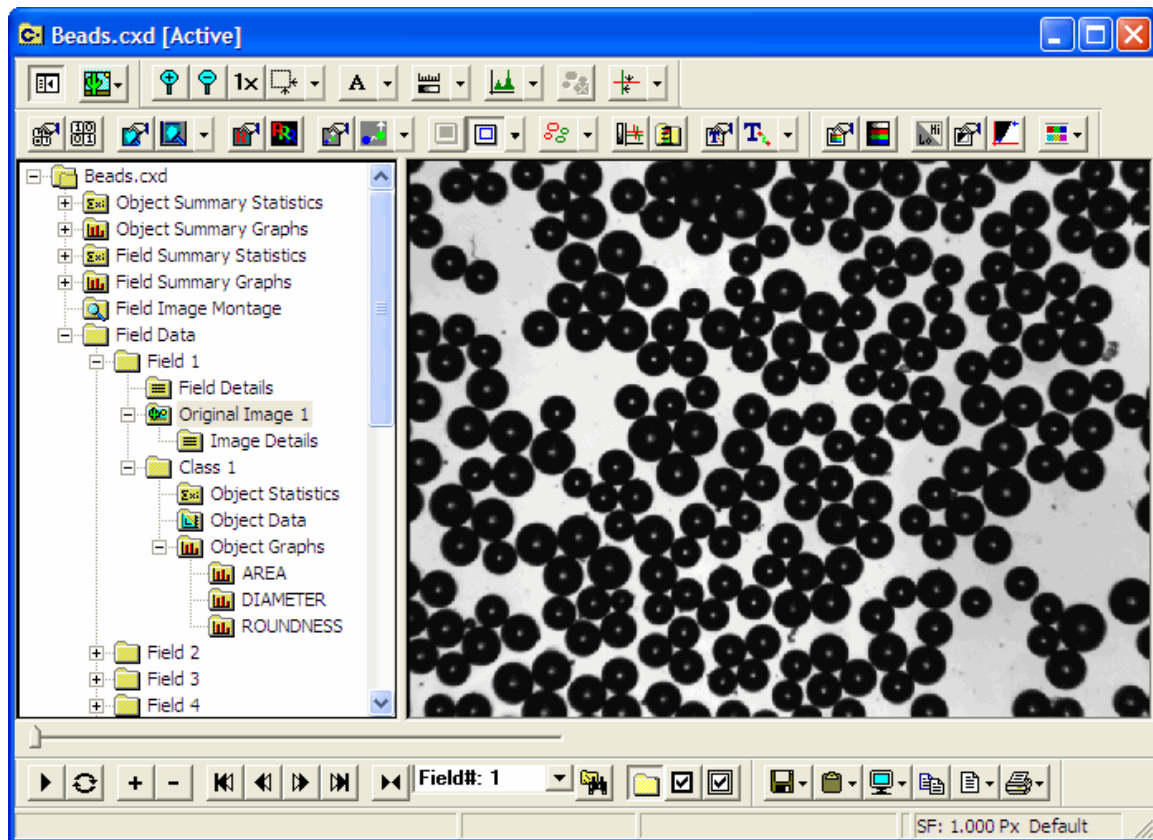 Beads.cxd [Active]
1x
A
Beads.cxd
Object Summary Statistics
Object Summary Graphs
Field Summary Statistics
Field Summary Graphs
Field Image Montage
Field Data
Field 1
Field Details
Original Image 1
Image Details
Class 1
Object Statistics
Object Data
Object Graphs
AREA
DIAMETER
ROUNDNESS
Field 2
Field 3
Field 4
Field#: 1
SF: 1.000 Px Default